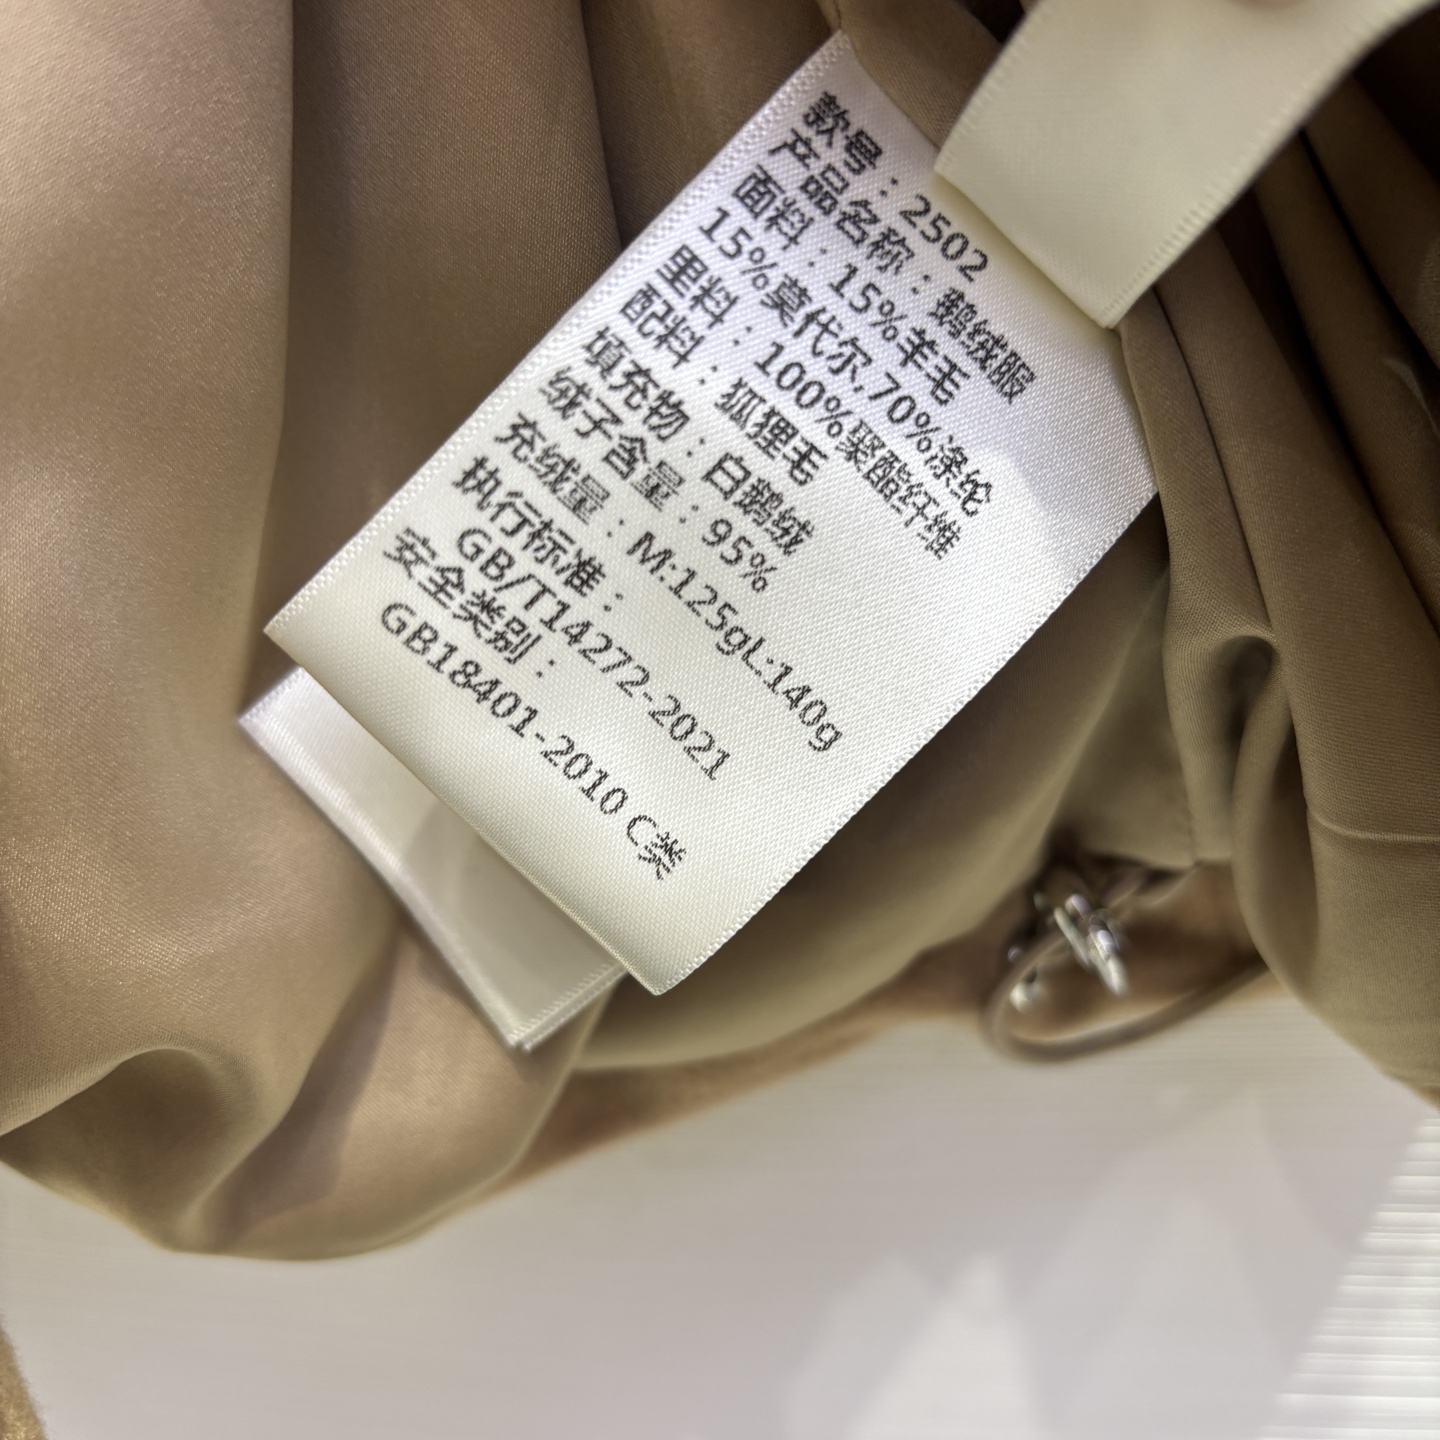 款号：2502
产品名称：鹅绒服
面料：15%羊毛
15%莫代尔,70%涤纶
里料：100%聚酯纤维
配料：狐狸毛
填充物：白鹅绒
绒子含量：95%
充绒量：M:125gL:140g
执行标准：
GB/T14272-2021
安全类别：
GB18401-2010 C类